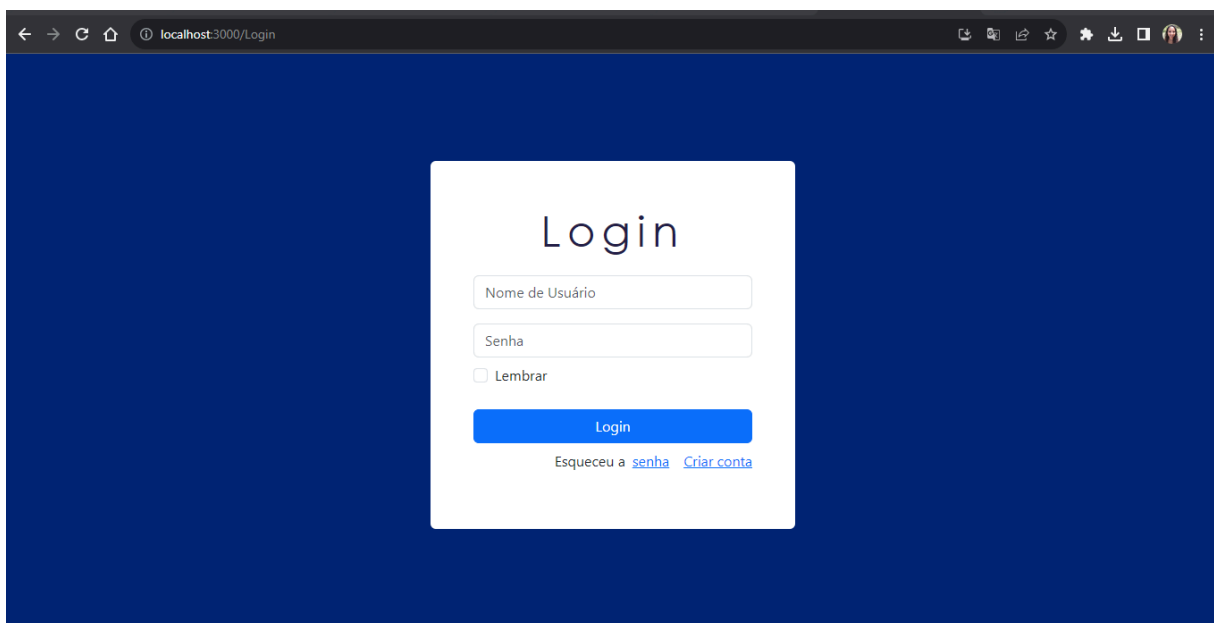 localhost:3000/Login
Login
Nome de Usuário
Senha
Lembrar
Login
Esqueceu a senha Criar conta